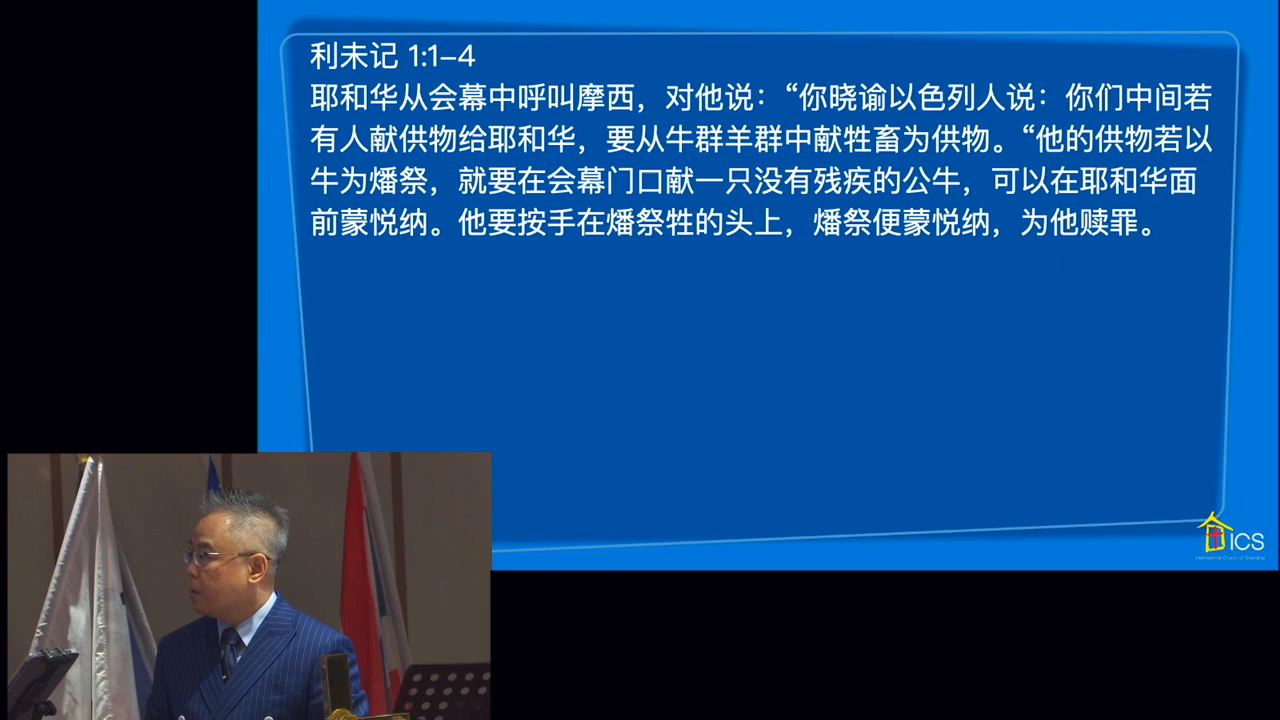 利未记 1:1–4
耶和华从会幕中呼叫摩西，对他说：“你晓谕以色列人说：你们中间若
有人献供物给耶和华，要从牛群羊群中献牲畜为供物。“他的供物若以
牛为燔祭，就要在会幕门口献一只没有残疾的公牛，可以在耶和华面
前蒙悦纳。他要按手在燔祭牲的头上，燔祭便蒙悦纳，为他赎罪。
ICS